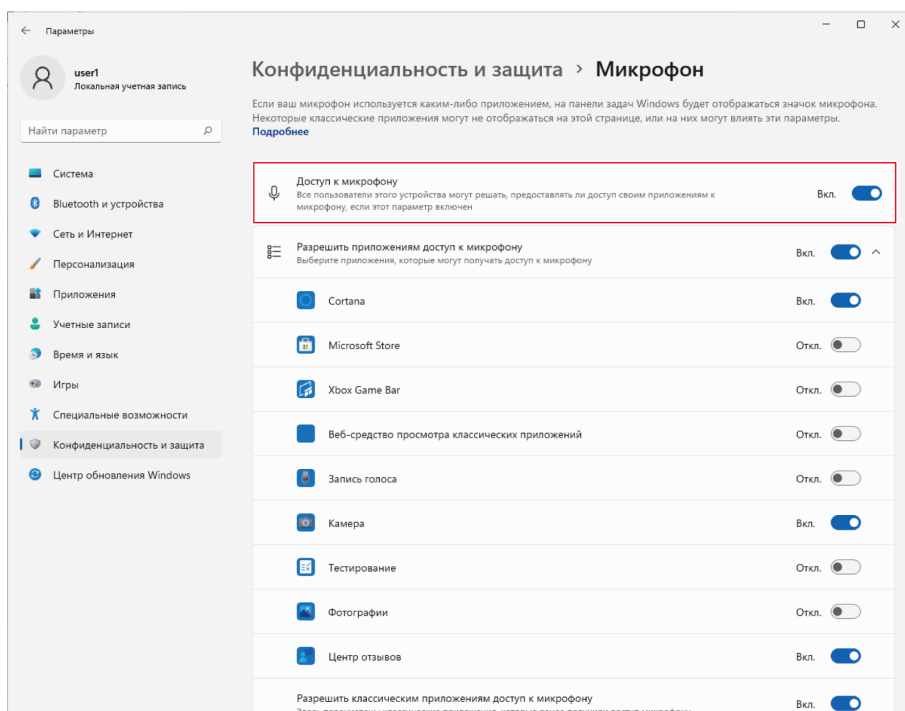 Параметры
user1
Локальная учетная запись
Найти параметр
Система
Bluetooth и устройства
Сеть и Интернет
Персонализация
Приложения
Учетные записи
Время и язык
Игры
Специальные возможности
Конфиденциальность и защита
Центр обновления Windows
Конфиденциальность и защита > Микрофон
Если ваш микрофон используется каким-либо приложением, на панели задач Windows будет отображаться значок микрофона.
Некоторые классические приложения могут не отображаться на этой странице, или на них могут влиять эти параметры.
Подробнее
Доступ к микрофону
Все пользователи этого устройства могут решать, предоставлять ли доступ своим приложениям к
микрофону, если этот параметр включен
Вкл.
Разрешить приложениям доступ к микрофону
Выберите приложения, которые могут получать доступ к микрофону
Вкл.
Cortana Вкл.
Microsoft Store Откл.
Xbox Game Bar Откл.
Веб-средство просмотра классических приложений Откл.
Запись голоса Откл.
Камера Вкл.
Тестирование Откл.
Фотографии Откл.
Центр отзывов Вкл.
Разрешить классическим приложениям доступ к микрофону
Вкл.